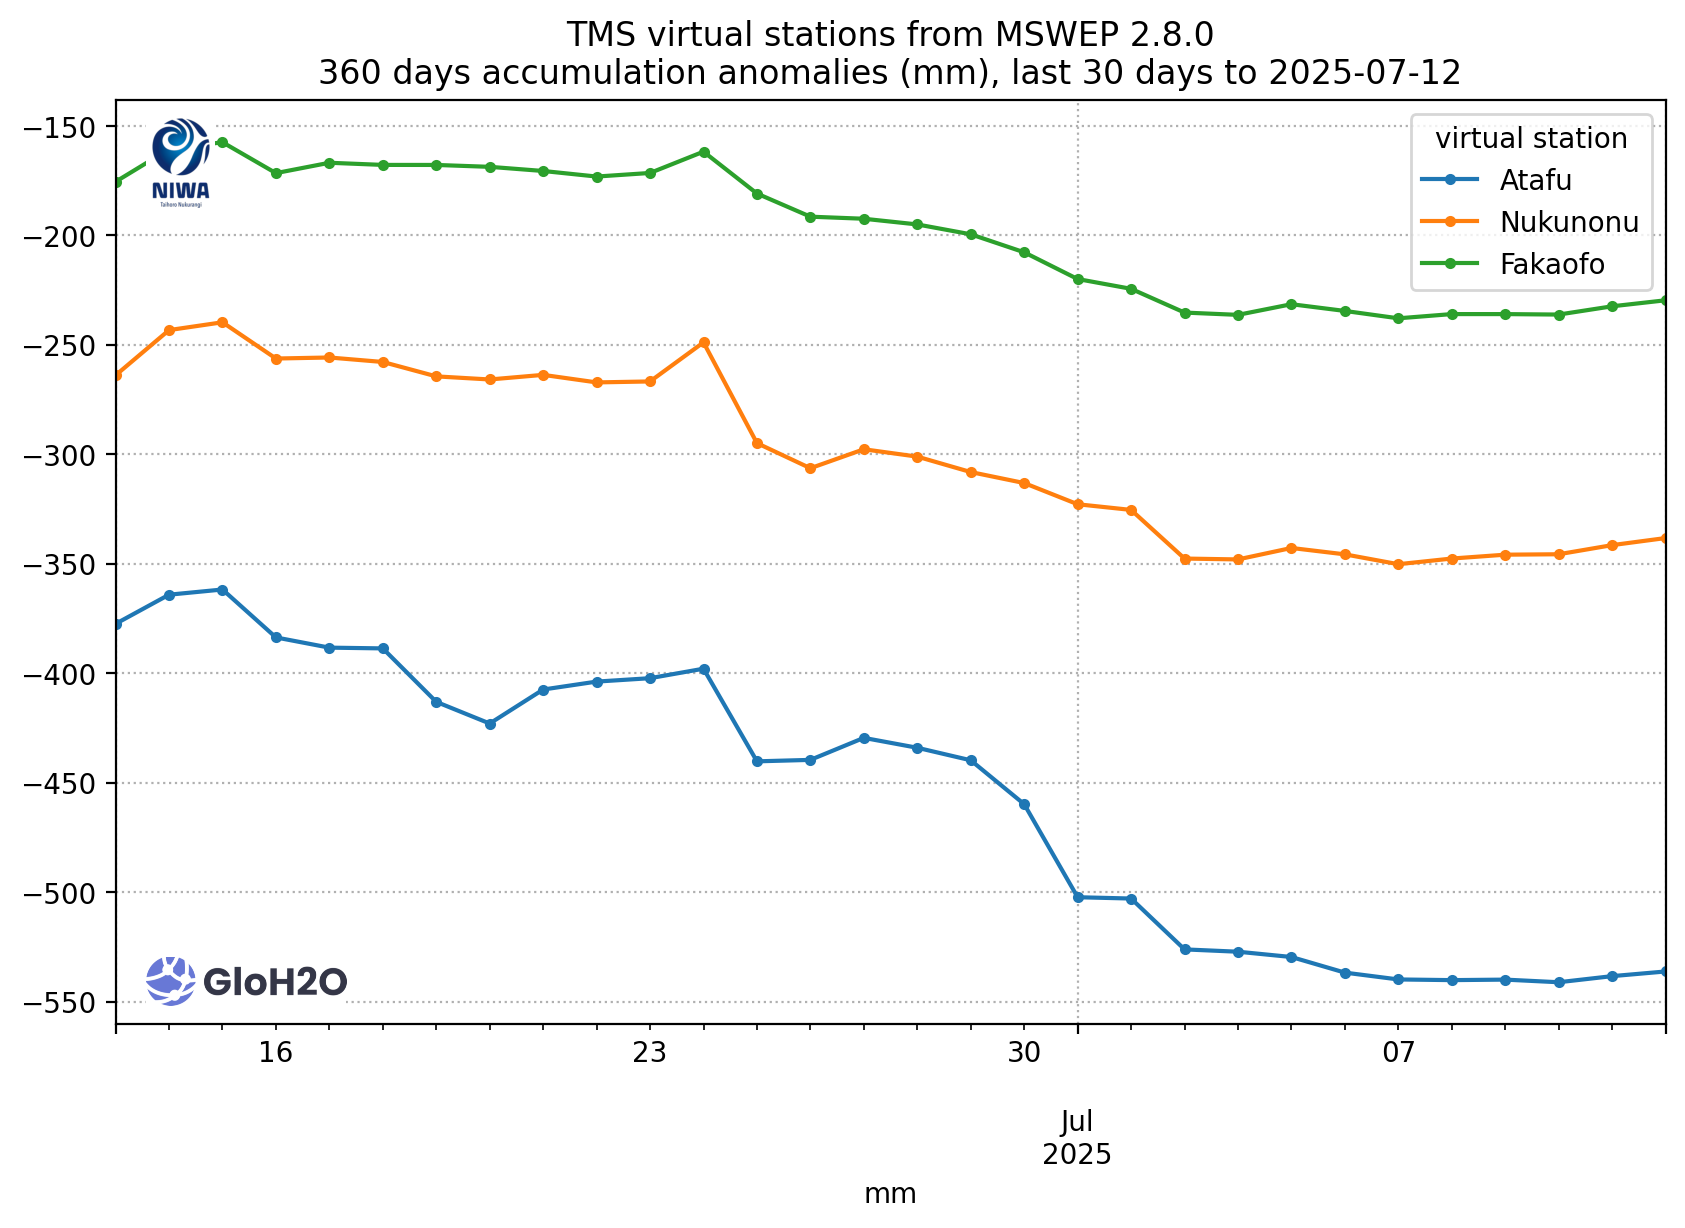 TMS virtual stations from MSWEP 2.8.0
360 days accumulation anomalies (mm), last 30 days to 2025-07-12
−150
−200
−250
−300
−350
−400
−450
−500
−550
NIWA
Taihoro Nukurangi
virtual station
Atafu
Nukunonu
Fakaofo
GloH2O
16
23
30
07
Jul
2025
mm